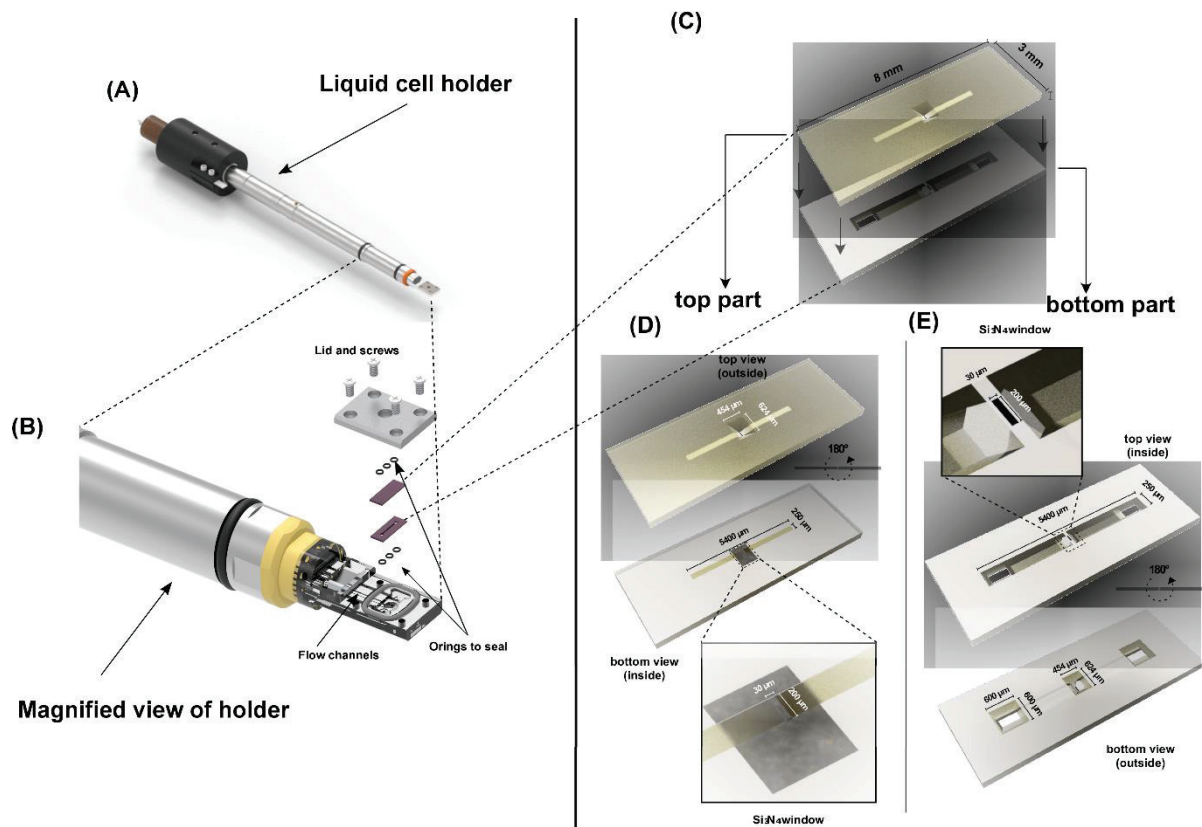 (A)
Liquid cell holder
Lid and screws
(B)
Flow channels
Orings to seal
Magnified view of holder
(C)
8 mm
3 mm
top part
bottom part
(D)
top view
(outside)
454 µm
624 µm
180º
5400 µm
250 µm
bottom view
(inside)
30 µm
200 µm
Si₃N₄ window
(E)
Si₃N₄ window
30 µm
200 µm
top view
(inside)
250 µm
5400 µm
180º
454 µm
624 µm
600 µm
600 µm
bottom view
(outside)